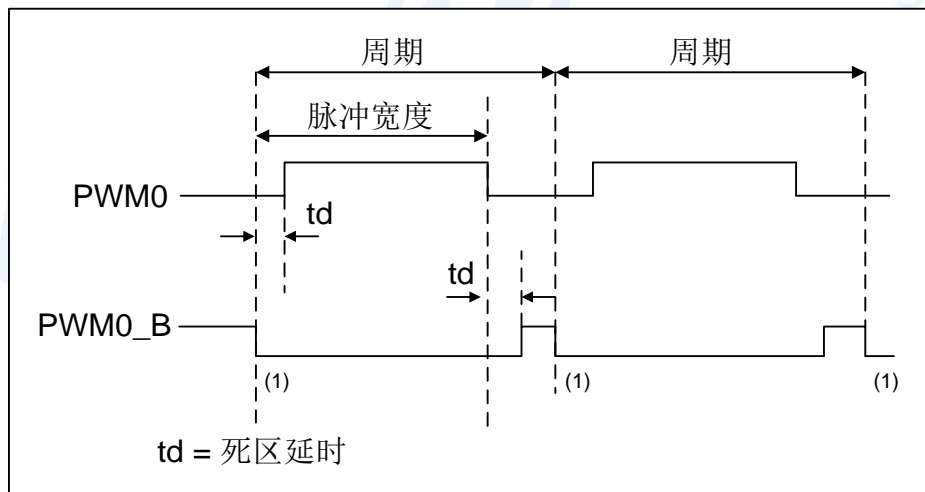 周期 周期
脉冲宽度
PWM0
td
td
PWM0_B
(1) (1) (1)
td = 死区延时